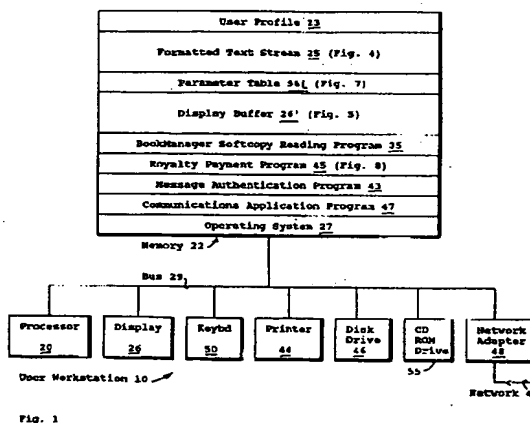 User Profile 23
Formatted Text Stream 25 (Fig. 4)
Parameter Table 56[ (Fig. 7)
Display Buffer 26' (Fig. 5)
BookManager Softcopy Reading Program 35
Royalty Payment Program 45 (Fig. 8)
Message Authentication Program 43
Communications Application Program 47
Operating System 27
Memory 22
Bus 29
Processor
20
Display
26
Keybd
50
Printer
44
Disk
Drive
46
CD
ROM
Drive
55
Network
Adapter
48
User Workstation 10
Network 4
Fig. 1